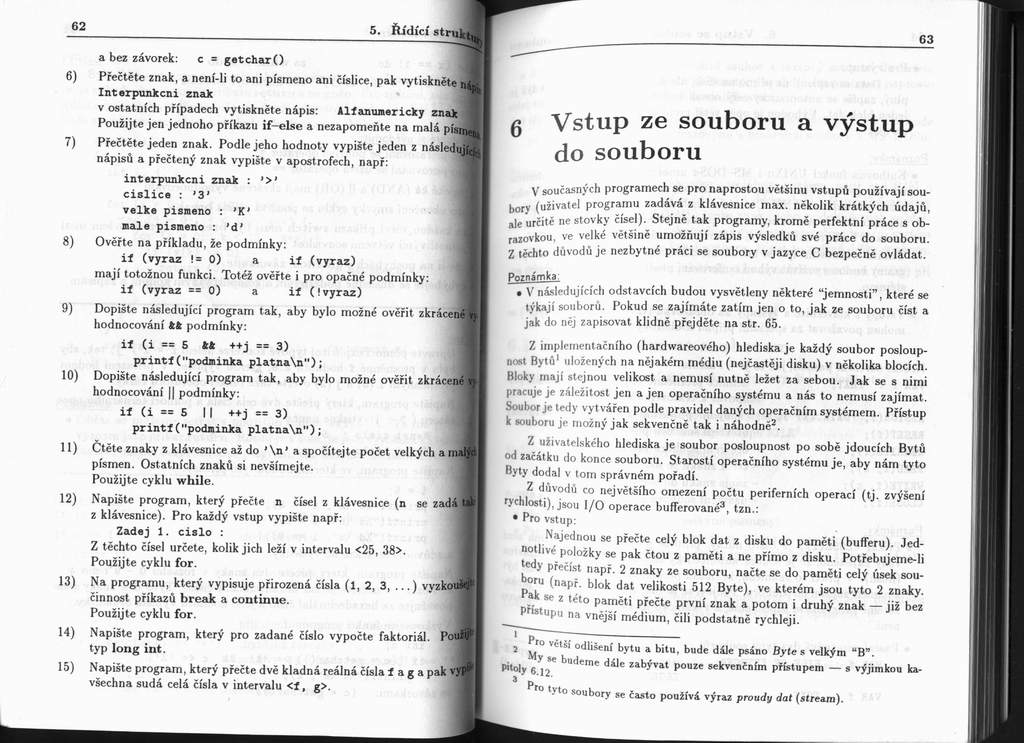 62
5. Řídící struktury
a bez závorek: c = getchar()
6) Přečtěte znak, a není-li to ani písmeno ani číslice, pak vytiskněte nápis
Interpunkcni znak
v ostatních případech vytiskněte nápis: Alfanumericky znak
Použijte jen jednoho příkazu if–else a nezapomeňte na malá písmena
7) Přečtěte jeden znak. Podle jeho hodnoty vypište jeden z následujících
nápisů a přečtený znak vypište v apostrofech, např:
interpunkcni znak : '>'
cislice : '3'
velke pismeno : 'K'
male pismeno : 'd'
8) Ověřte na příkladu, že podmínky:
if (vyraz != 0) a if (vyraz)
mají totožnou funkci. Totéž ověřte i pro opačné podmínky:
if (vyraz == 0) a if (!vyraz)
9) Dopište následující program tak, aby bylo možné ověřit zkrácené vy-
hodnocování && podmínky:
if (i == 5 && ++j == 3)
printf("podminka platna\n");
10) Dopište následující program tak, aby bylo možné ověřit zkrácené vy-
hodnocování || podmínky:
if (i == 5 || ++j == 3)
printf("podminka platna\n");
11) Čtěte znaky z klávesnice až do '\n' a spočítejte počet velkých a malých
písmen. Ostatních znaků si nevšímejte.
Použijte cyklu while.
12) Napište program, který přečte n čísel z klávesnice (n se zadá také
z klávesnice). Pro každý vstup vypište např:
Zadej 1. cislo :
Z těchto čísel určete, kolik jich leží v intervalu <25, 38>.
Použijte cyklu for.
13) Na programu, který vypisuje přirozená čísla (1, 2, 3, ...) vyzkoušejte
činnost příkazů break a continue.
Použijte cyklu for.
14) Napište program, který pro zadané číslo vypočte faktoriál. Použijte
typ long int.
15) Napište program, který přečte dvě kladná reálná čísla f a g a pak vypíše
všechna sudá celá čísla v intervalu <f, g>.
63
6 Vstup ze souboru a výstup
do souboru
V současných programech se pro naprostou většinu vstupů používají sou-
bory (uživatel programu zadává z klávesnice max. několik krátkých údajů,
ale určitě ne stovky čísel). Stejně tak programy, kromě perfektní práce s ob-
razovkou, ve velké většině umožňují zápis výsledků své práce do souboru.
Z těchto důvodů je nezbytné práci se soubory v jazyce C bezpečně ovládat.
Poznámka:
• V následujících odstavcích budou vysvětleny některé “jemnosti”, které se
týkají souborů. Pokud se zajímáte zatím jen o to, jak ze souboru číst a
jak do něj zapisovat klidně přejděte na str. 65.
Z implementačního (hardwareového) hlediska je každý soubor posloup-
nost Bytů¹ uložených na nějakém médiu (nejčastěji disku) v několika blocích.
Bloky mají stejnou velikost a nemusí nutně ležet za sebou. Jak se s nimi
pracuje je záležitost jen a jen operačního systému a nás to nemusí zajímat.
Soubor je tedy vytvářen podle pravidel daných operačním systémem. Přístup
k souboru je možný jak sekvenčně tak i náhodně².
Z uživatelského hlediska je soubor posloupnost po sobě jdoucích Bytů
od začátku do konce souboru. Starostí operačního systému je, aby nám tyto
Byty dodal v tom správném pořadí.
Z důvodů co největšího omezení počtu periferních operací (tj. zvýšení
rychlosti), jsou I/O operace bufferované³, tzn.:
• Pro vstup:
Najednou se přečte celý blok dat z disku do paměti (bufferu). Jed-
notlivé položky se pak čtou z paměti a ne přímo z disku. Potřebujeme-li
tedy přečíst např. 2 znaky ze souboru, načte se do paměti celý úsek sou-
boru (např. blok dat velikosti 512 Byte), ve kterém jsou tyto 2 znaky.
Pak se z této paměti přečte první znak a potom i druhý znak — již bez
přístupu na vnější médium, čili podstatně rychleji.
¹ Pro větší odlišení bytu a bitu, bude dále psáno Byte s velkým “B”.
² My se budeme dále zabývat pouze sekvenčním přístupem — s výjimkou ka-
pitoly 6.12.
³ Pro tyto soubory se často používá výraz proudy dat (stream).